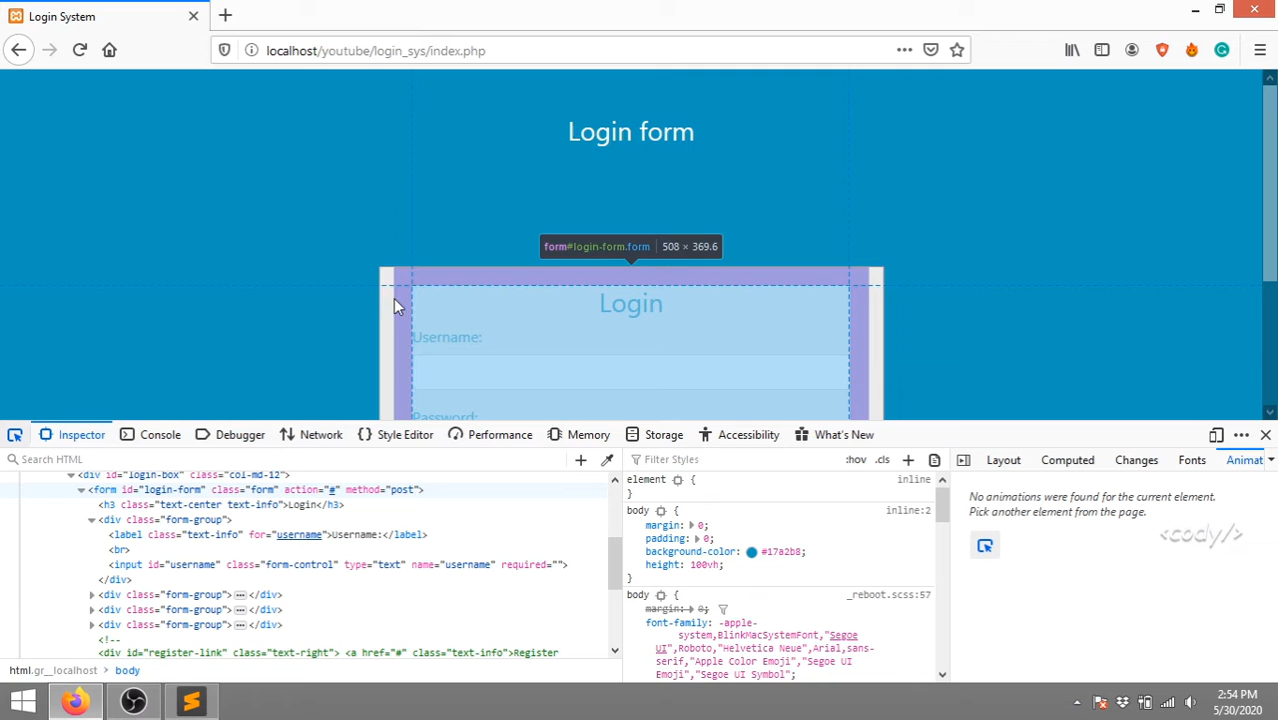 Login System
localhost/youtube/login_sys/index.php
Login form
form#login-form.form 508 × 369.6
Login
Username:
Password:
Inspector Console Debugger Network Style Editor Performance Memory Storage Accessibility What's New
Search HTML
<div id="login-box" class="col-md-12">
<form id="login-form" class="form" action="#" method="post">
<h3 class="text-center text-info">Login</h3>
<div class="form-group">
<label class="text-info" for="username">Username:</label>
<br>
<input id="username" class="form-control" type="text" name="username" required="">
</div>
<div class="form-group"> </div>
<div class="form-group"> </div>
<div class="form-group"> </div>
<!--
<div id="register-link" class="text-right"> <a href="#" class="text-info">Register
html.gr__localhost body
Filter Styles :hov .cls
element { inline
}
body { inline:2
margin: 0;
padding: 0;
background-color: #17a2b8;
height: 100vh;
}
body { _reboot.scss:57
margin: 0;
font-family: -apple-
system,BlinkMacSystemFont,"Segoe
UI",Roboto,"Helvetica Neue",Arial,sans-
serif,"Apple Color Emoji","Segoe UI
Emoji","Segoe UI Symbol";
Layout Computed Changes Fonts Animat
No animations were found for the current element.
Pick another element from the page.
<cody/>
2:54 PM
5/30/2020